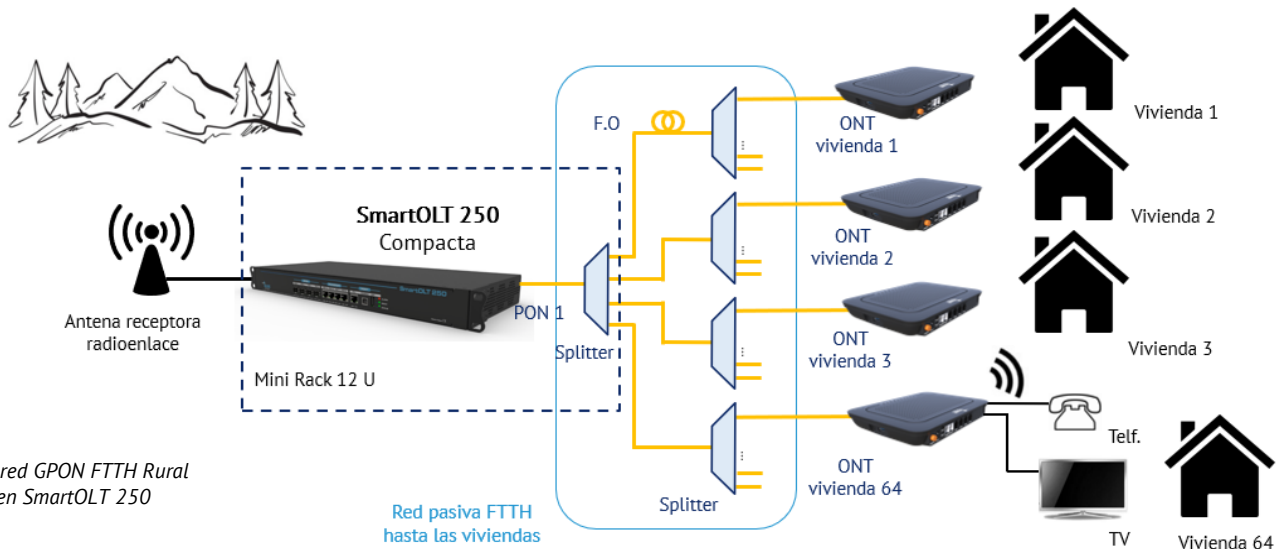 F.O
SmartOLT 250
Compacta
SmartOLT 250
PON 1
Splitter
Mini Rack 12 U
Antena receptora
radioenlace
ONT
vivienda 1
Vivienda 1
ONT
vivienda 2
Vivienda 2
ONT
vivienda 3
Vivienda 3
ONT
vivienda 64
Telf.
TV
Vivienda 64
Splitter
red GPON FTTH Rural
en SmartOLT 250
Red pasiva FTTH
hasta las viviendas